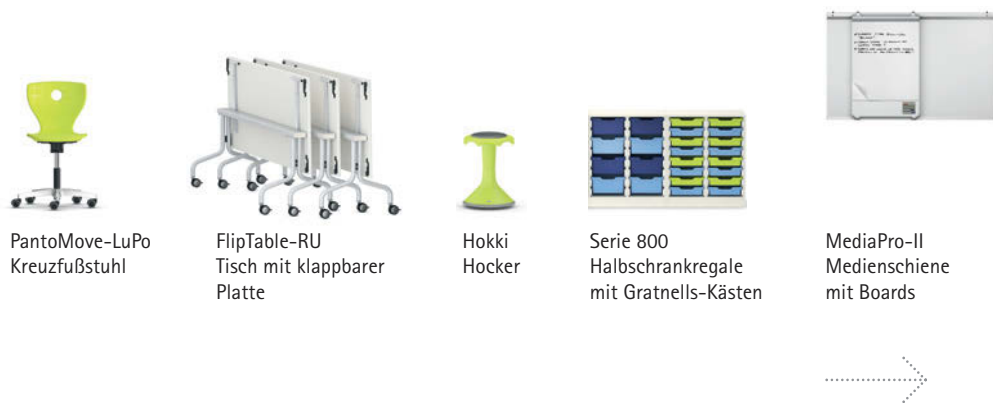 PantoMove-LuPo
Kreuzfußstuhl
FlipTable-RU
Tisch mit klappbarer
Platte
Hokki
Hocker
Serie 800
Halbschrankregale
mit Gratnells-Kästen
MediaPro-II
Medienschiene
mit Boards